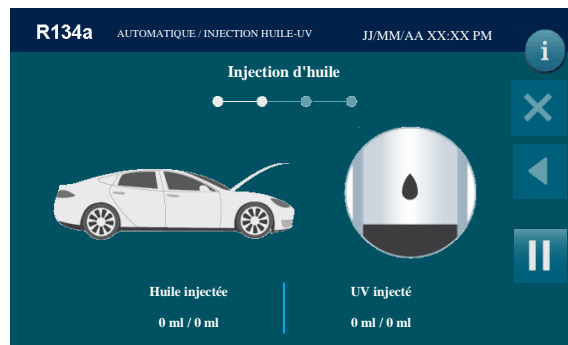 R134a
AUTOMATIQUE / INJECTION HUILE-UV
JJ/MM/AA XX:XX PM
i
Injection d'huile
Huile injectée
UV injecté
0 ml / 0 ml
0 ml / 0 ml